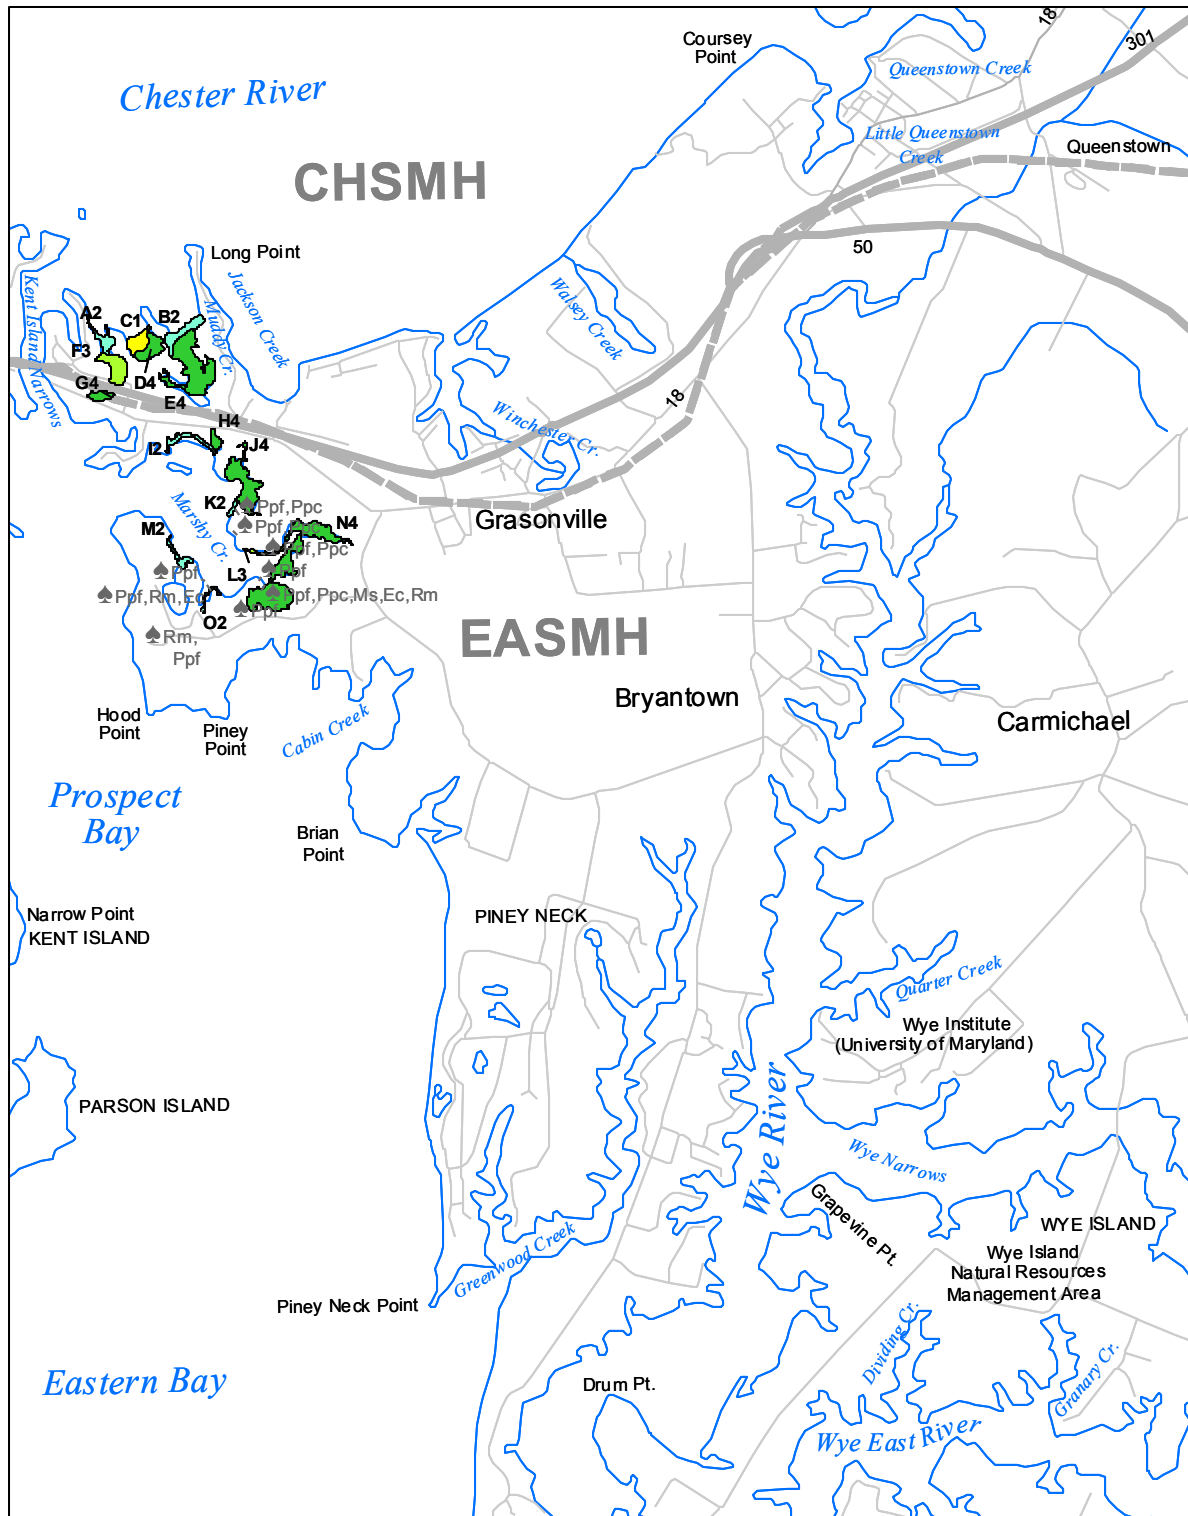 Coursey
Point
18
301
Queenstown Creek
Chester River
Little Queenstown
Creek
Queenstown
CHSMH
50
Long Point
Kent Island Narrows
Jackson Creek
Muddy Cr.
Walsey Creek
A2
C1
B2
F3
D4
G4
E4
18
Winchester Cr.
H4
I2
J4
K2
Ppf,Ppc
Marshy Cr.
Grasonville
M2
Ppf,
N4
Ppf,Ppc
L3
Ppf
Ppf
Ppf,Rm,Ec
Ppf,Ppc,Ms,Ec,Rm
Ppf
O2
Rm,
Ppf
EASMH
Bryantown
Carmichael
Hood
Point
Piney
Point
Cabin Creek
Prospect
Bay
Brian
Point
Narrow Point
KENT ISLAND
PINEY NECK
Quarter Creek
Wye Institute
(University of Maryland)
PARSON ISLAND
Wye River
Wye Narrows
Grapevine Pt.
WYE ISLAND
Wye Island
Natural Resources
Management Area
Greenwood Creek
Piney Neck Point
Dividing Cr.
Granary Cr.
Eastern Bay
Drum Pt.
Wye East River